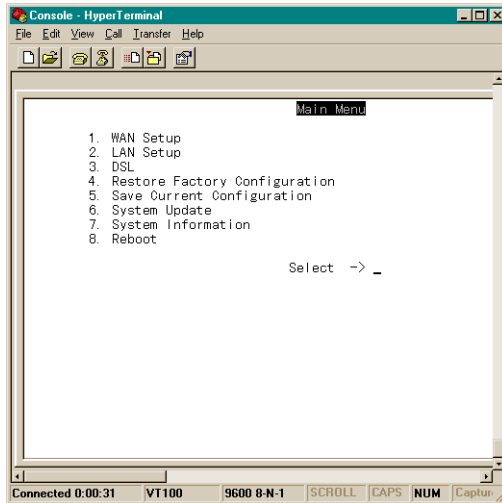 Console - HyperTerminal
File Edit View Call Transfer Help
Main Menu
1. WAN Setup
2. LAN Setup
3. DSL
4. Restore Factory Configuration
5. Save Current Configuration
6. System Update
7. System Information
8. Reboot
Select -> _
Connected 0:00:31 VT100 9600 8-N-1 SCROLL CAPS NUM Captur